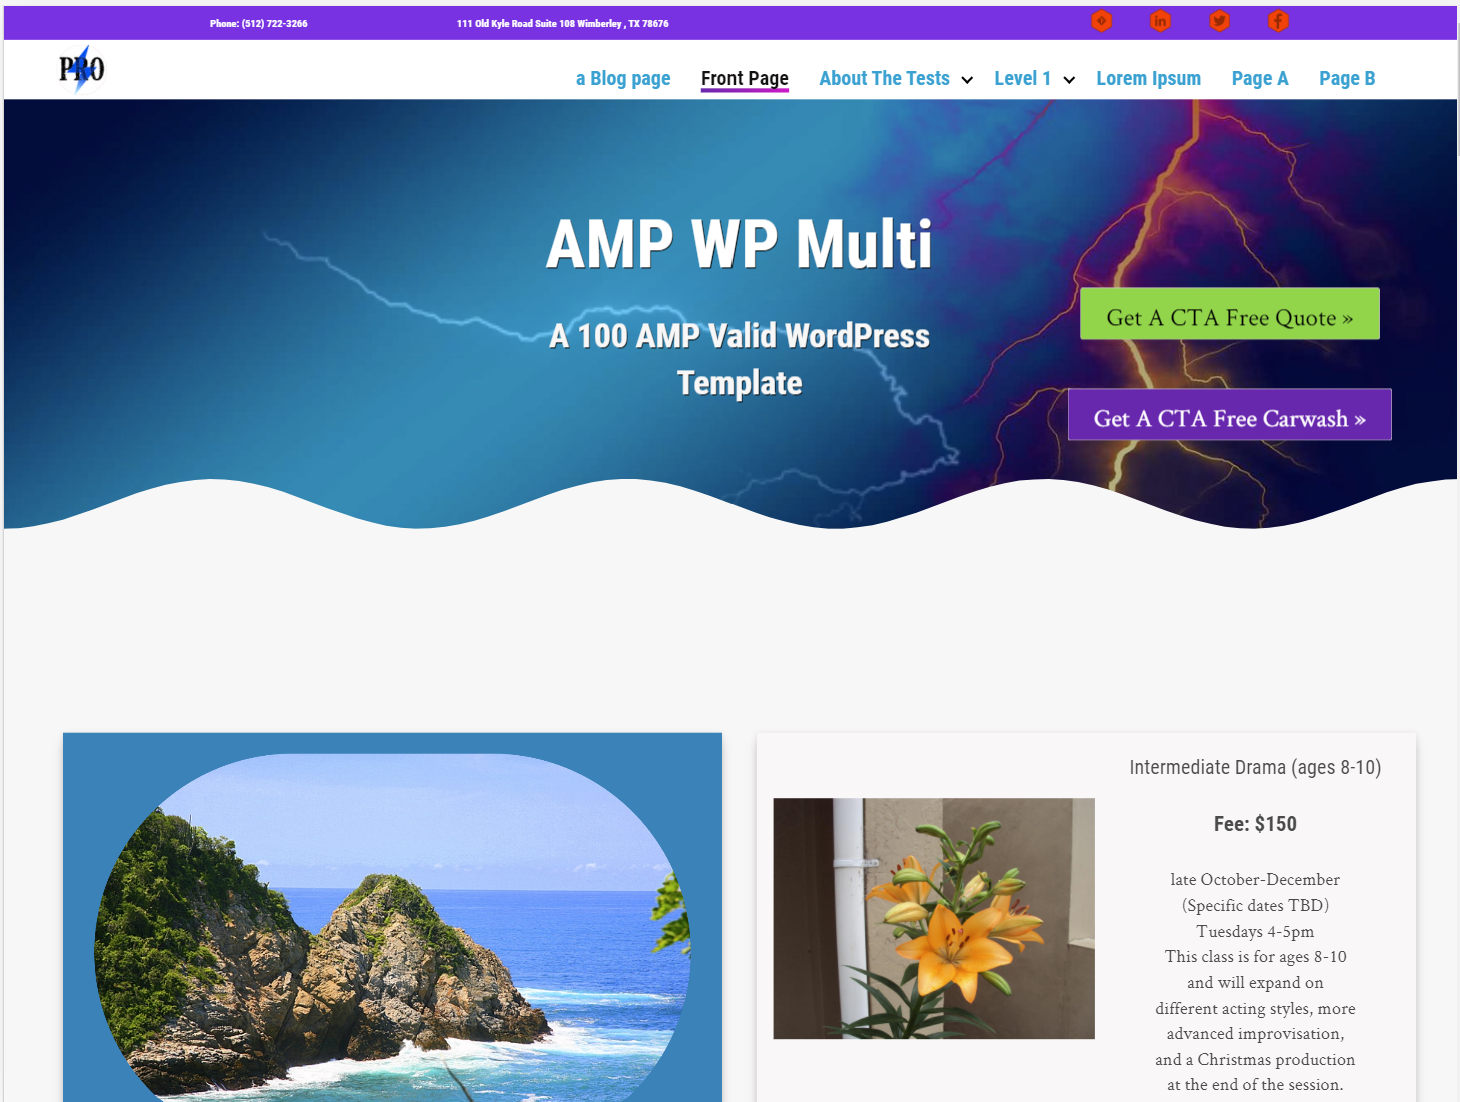 Phone: (512) 722-3266
111 Old Kyle Road Suite 108 Wimberley , TX 78676
PRO
a Blog page
Front Page
About The Tests
Level 1
Lorem Ipsum
Page A
Page B
AMP WP Multi
A 100 AMP Valid WordPress
Template
Get A CTA Free Quote »
Get A CTA Free Carwash »
Intermediate Drama (ages 8-10)
Fee: $150
late October-December
(Specific dates TBD)
Tuesdays 4-5pm
This class is for ages 8-10
and will expand on
different acting styles, more
advanced improvisation,
and a Christmas production
at the end of the session.